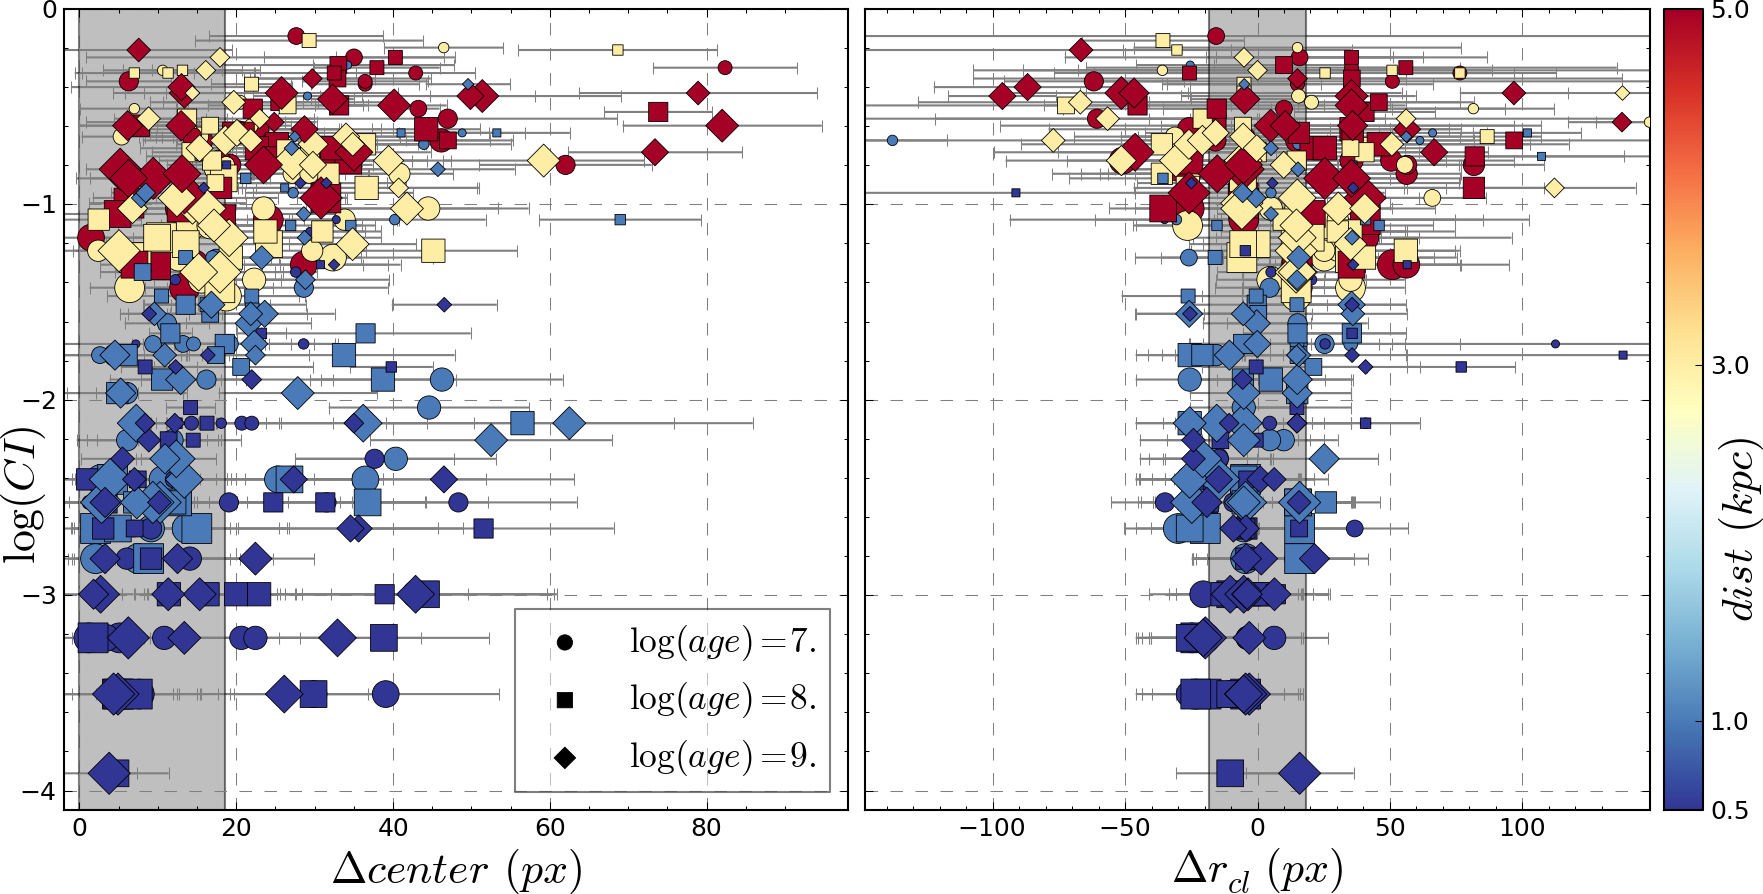 0
−1
−2
−3
−4
log(CI)
0 20 40 60 80
Δcenter (px)
log(age)=7.
log(age)=8.
log(age)=9.
−100 −50 0 50 100
Δr_cl (px)
5.0
3.0
1.0
0.5
dist (kpc)